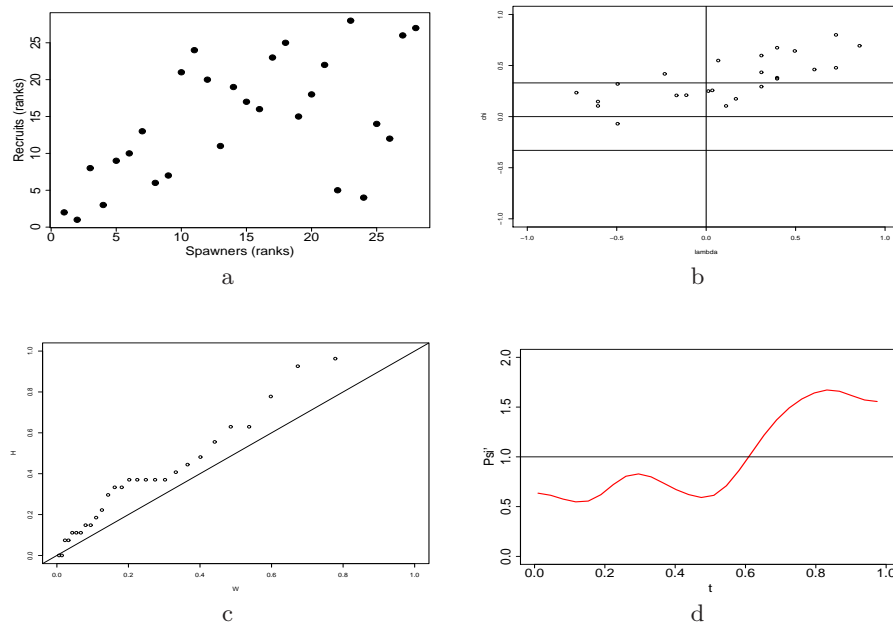 Recruits (ranks)
0 5 10 15 20 25
0 5 10 15 20 25
Spawners (ranks)
a
chi
−1.0 −0.5 0.0 0.5 1.0
−1.0 −0.5 0.0 0.5 1.0
lambda
b
H
0.0 0.2 0.4 0.6 0.8 1.0
0.0 0.2 0.4 0.6 0.8 1.0
W
c
Psi'
0.0 0.5 1.0 1.5 2.0
0.0 0.2 0.4 0.6 0.8 1.0
t
d